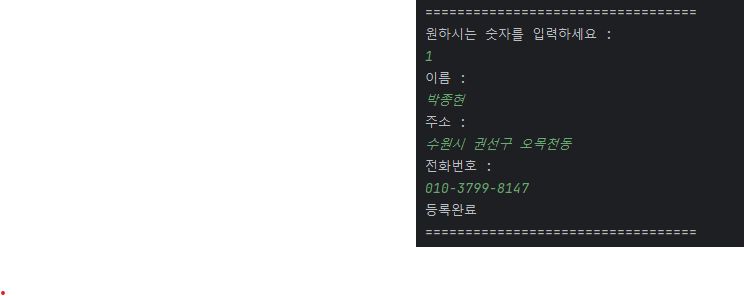 ==================================
원하시는 숫자를 입력하세요 :
1
이름 :
박종현
주소 :
수원시 권선구 오목천동
전화번호 :
010-3799-8147
등록완료
==================================